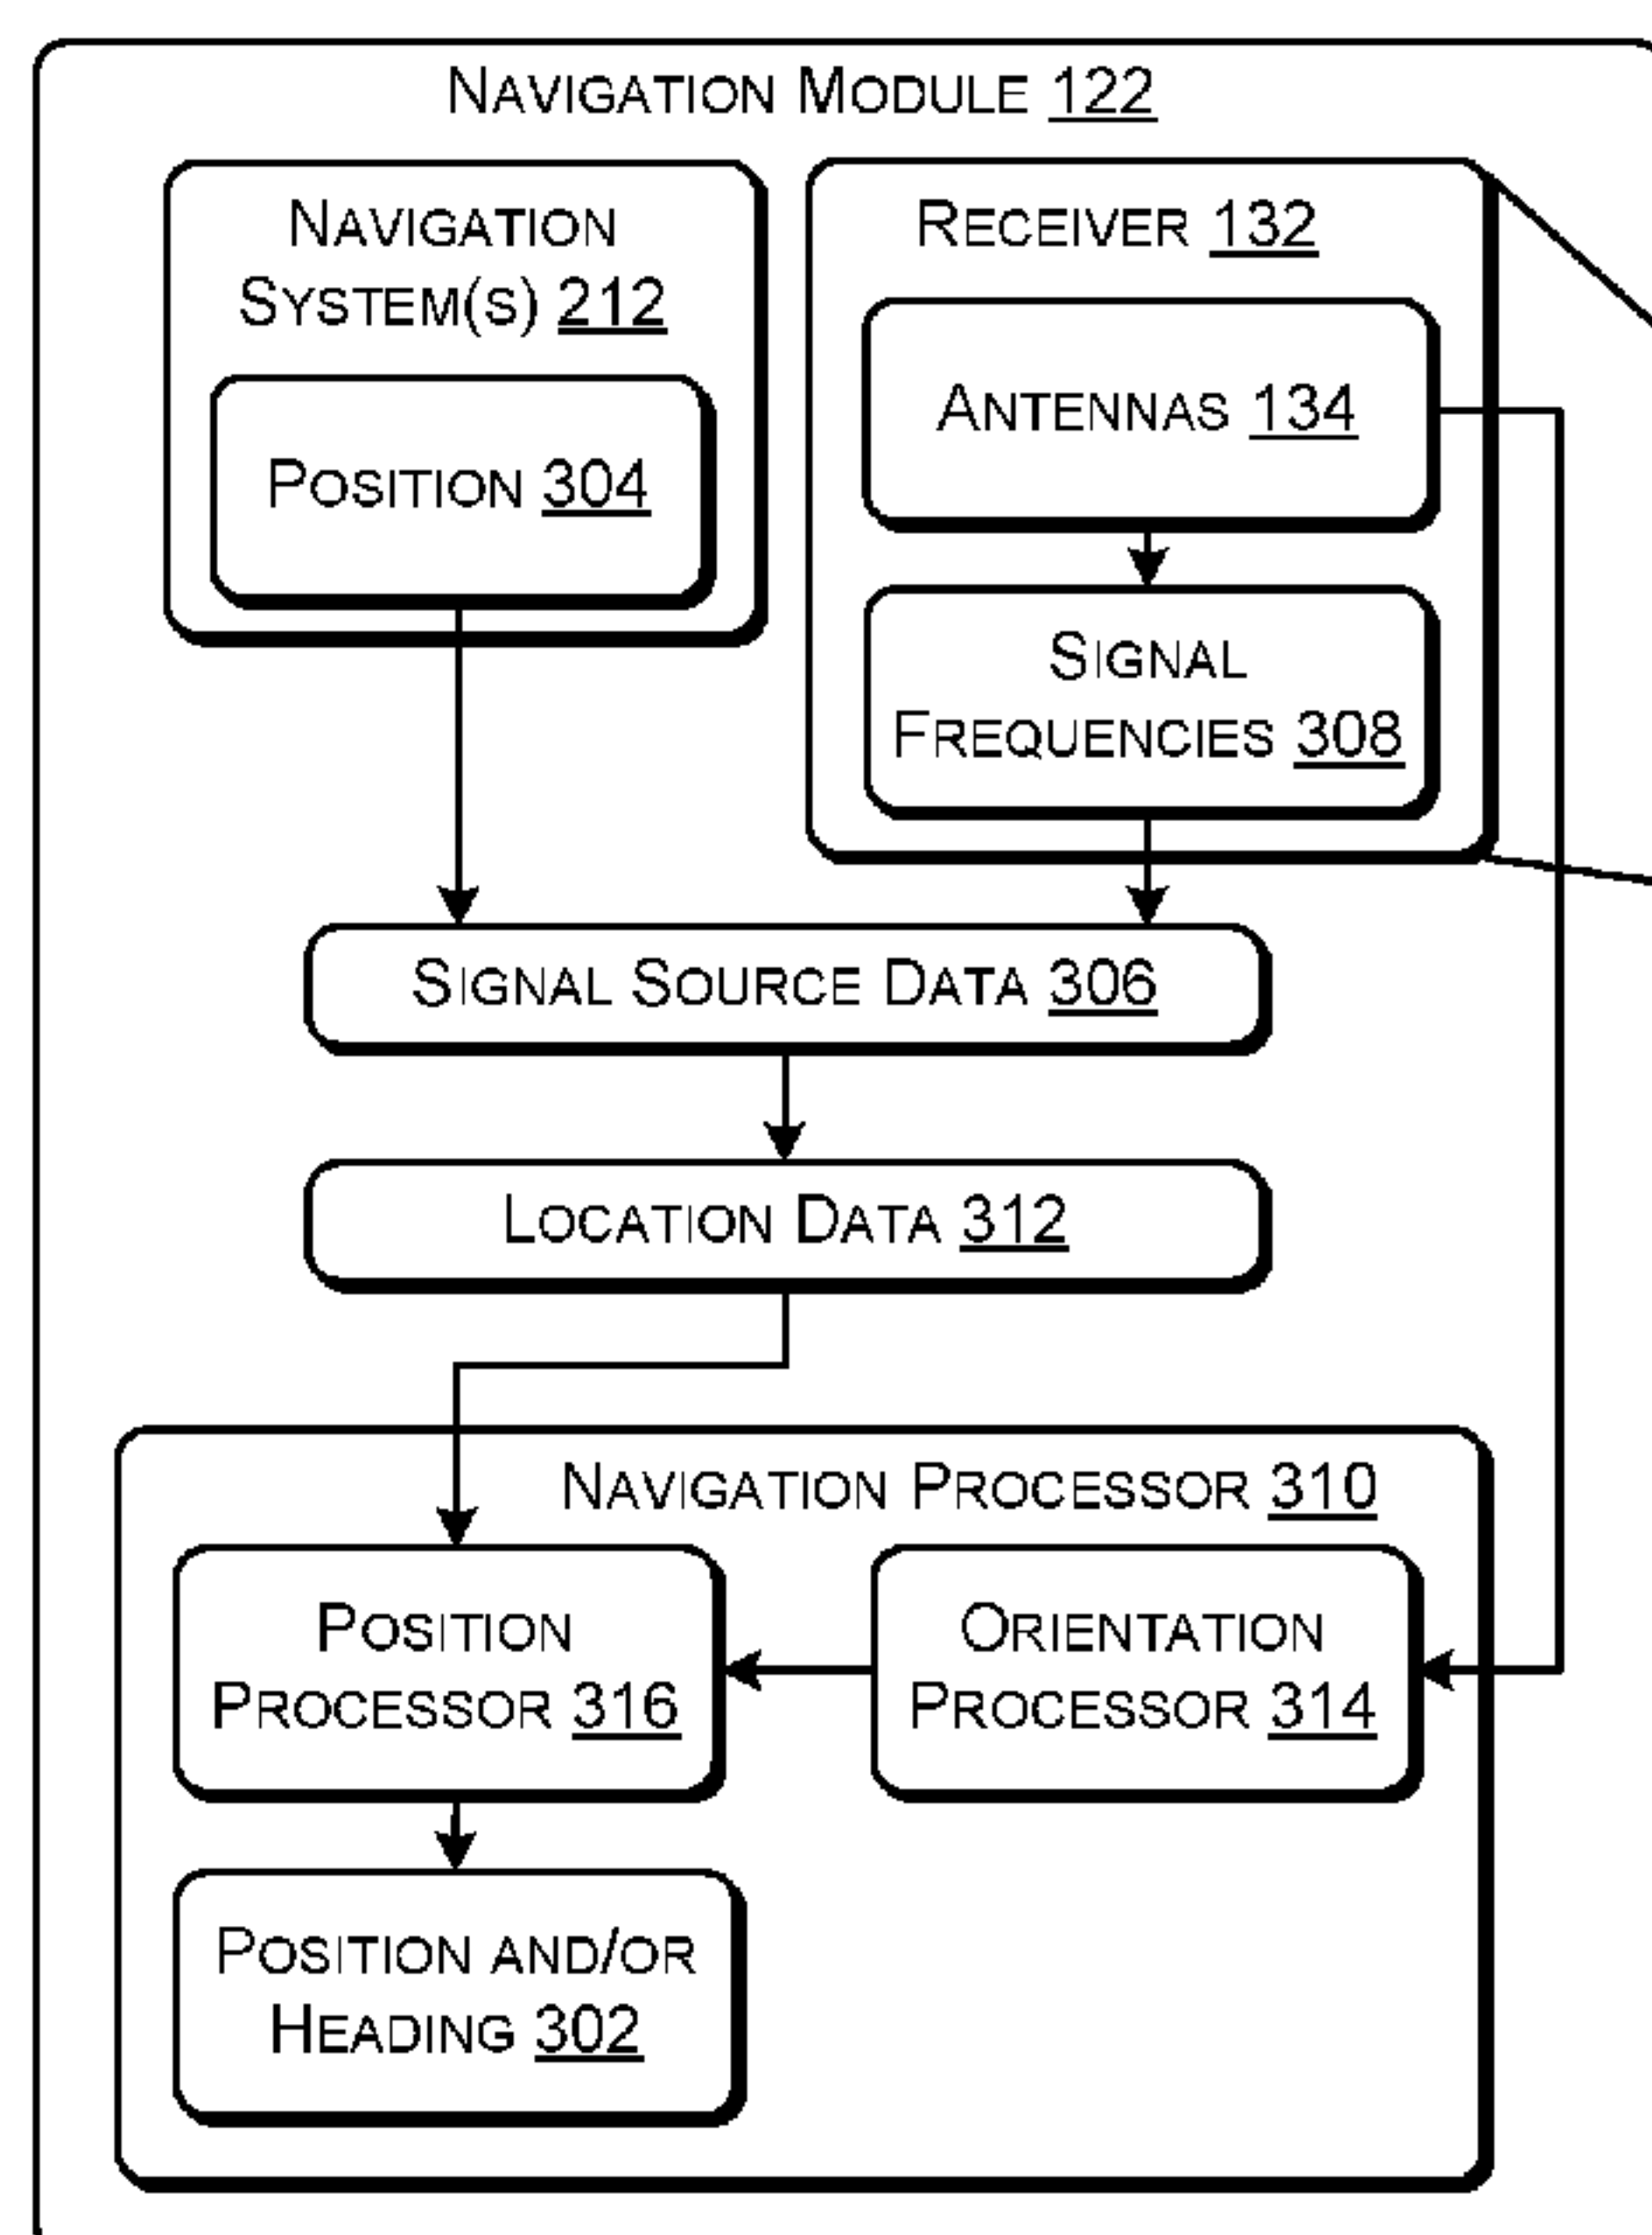 NAVIGATION MODULE 122
NAVIGATION
SYSTEM(S) 212
POSITION 304
RECEIVER 132
ANTENNAS 134
SIGNAL
FREQUENCIES 308
SIGNAL SOURCE DATA 306
LOCATION DATA 312
NAVIGATION PROCESSOR 310
POSITION
PROCESSOR 316
ORIENTATION
PROCESSOR 314
POSITION AND/OR
HEADING 302